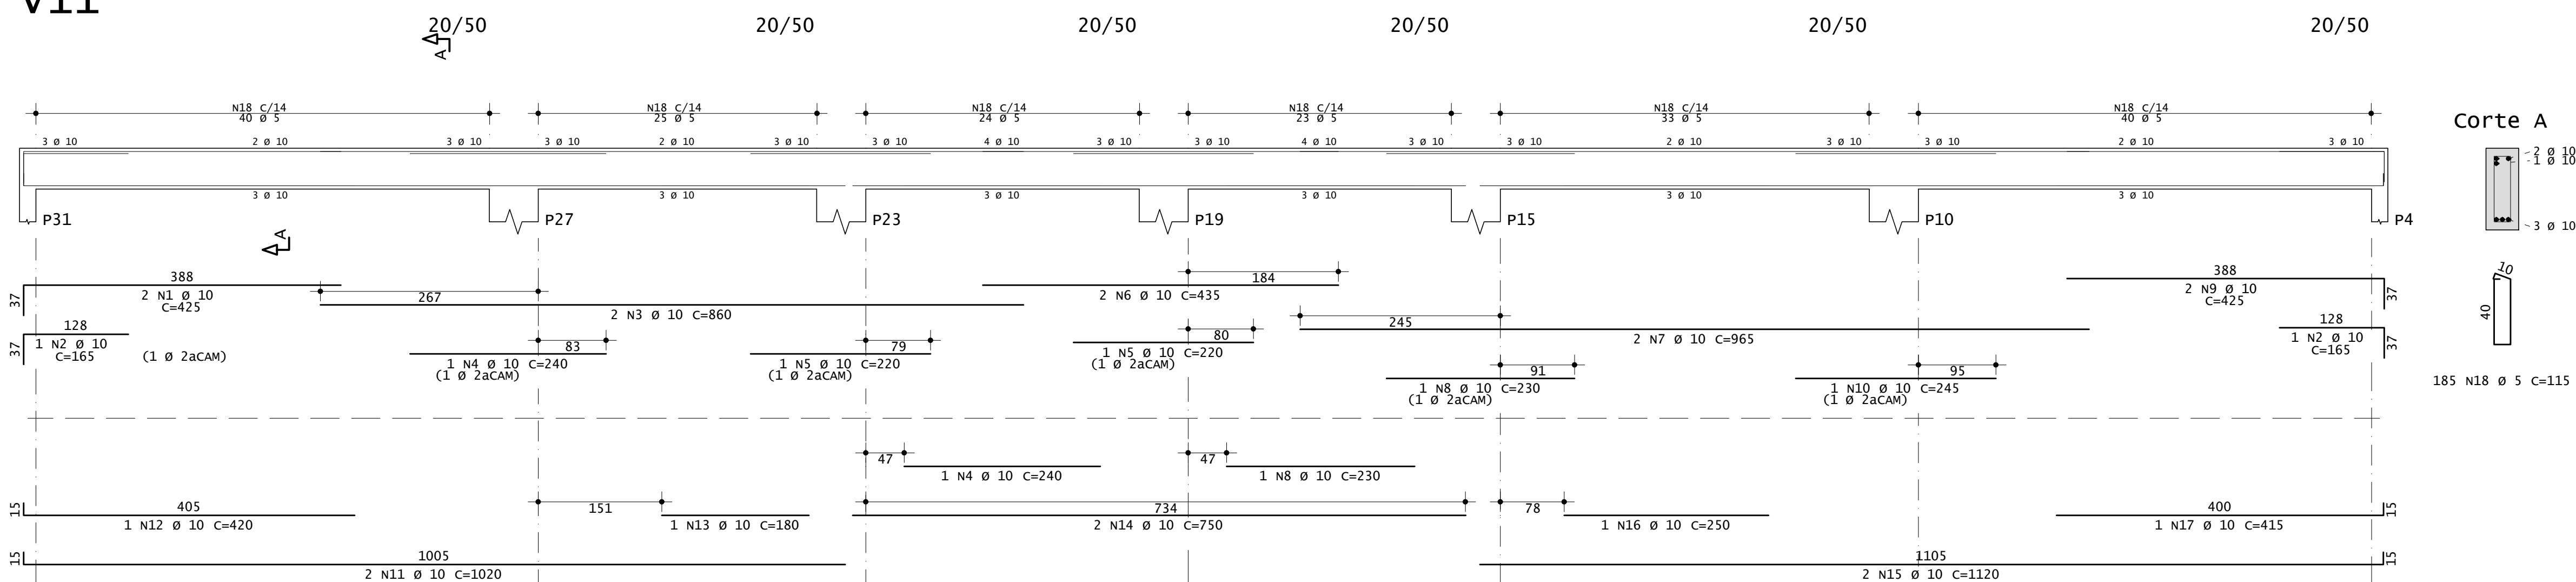 V11
20/50 20/50 20/50 20/50 20/50 20/50
A
N18 C/14 N18 C/14 N18 C/14 N18 C/14 N18 C/14 N18 C/14
40 Ø 5 25 Ø 5 24 Ø 5 23 Ø 5 33 Ø 5 40 Ø 5
Corte A
3 Ø 10 2 Ø 10 3 Ø 10 3 Ø 10 2 Ø 10 3 Ø 10 3 Ø 10 4 Ø 10 3 Ø 10 3 Ø 10 4 Ø 10 3 Ø 10 3 Ø 10 2 Ø 10 3 Ø 10 3 Ø 10 2 Ø 10 3 Ø 10
2 Ø 10
1 Ø 10
3 Ø 10 3 Ø 10 3 Ø 10 3 Ø 10 3 Ø 10 3 Ø 10
P31 P27 P23 P19 P15 P10 P4
3 Ø 10
A
388 184 388
37 2 N1 Ø 10 267 2 N6 Ø 10 C=435 2 N9 Ø 10 37
C=425 C=425
2 N3 Ø 10 C=860
10
40
128 80 245 128
37 1 N2 Ø 10 83 79 2 N7 Ø 10 C=965 1 N2 Ø 10 37
C=165 (1 Ø 2aCAM) 1 N5 Ø 10 C=220 C=165
1 N4 Ø 10 C=240 1 N5 Ø 10 C=220 (1 Ø 2aCAM)
(1 Ø 2aCAM) (1 Ø 2aCAM) 91 95
1 N8 Ø 10 C=230 1 N10 Ø 10 C=245
(1 Ø 2aCAM) (1 Ø 2aCAM)
185 N18 Ø 5 C=115
47 47
1 N4 Ø 10 C=240 1 N8 Ø 10 C=230
15 405 151 734 78 400 15
1 N12 Ø 10 C=420 1 N13 Ø 10 C=180 2 N14 Ø 10 C=750 1 N16 Ø 10 C=250 1 N17 Ø 10 C=415
15 1005 1105 15
2 N11 Ø 10 C=1020 2 N15 Ø 10 C=1120